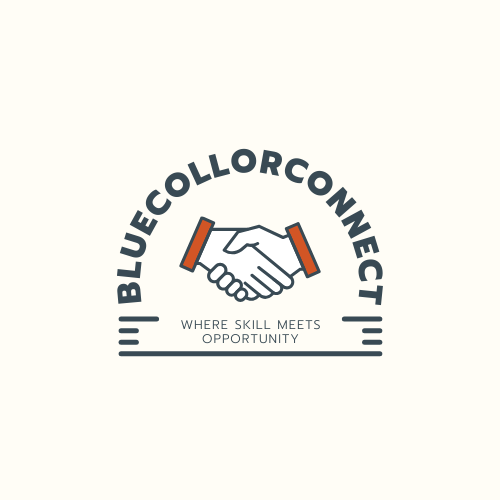 BLUECOLLORCONNECT
WHERE SKILL MEETS
OPPORTUNITY